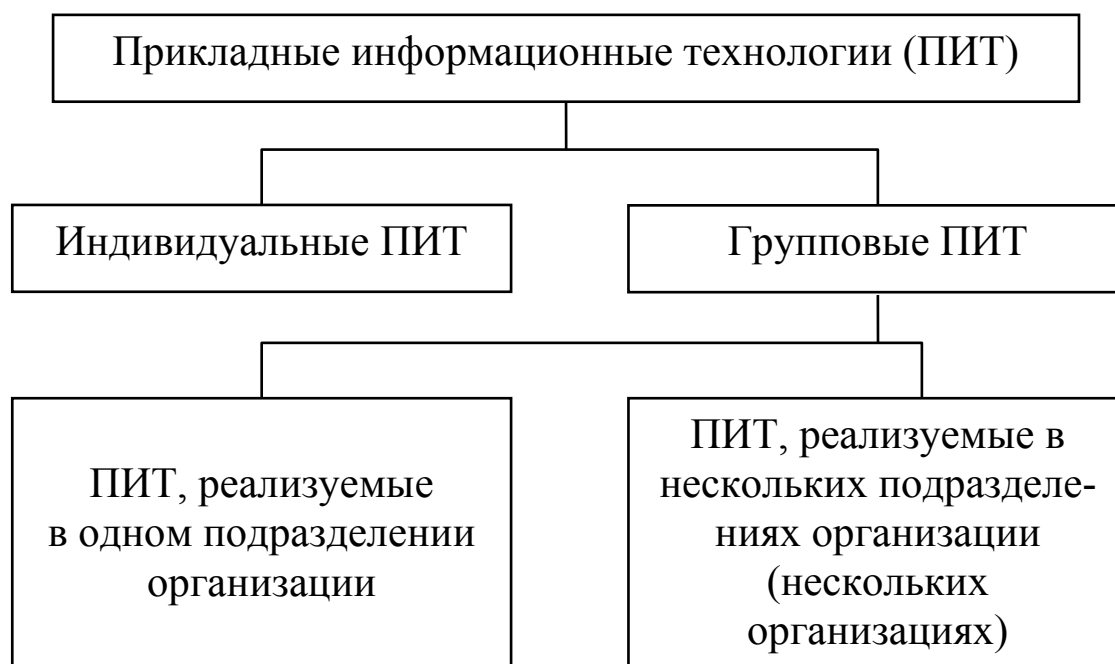 Прикладные информационные технологии (ПИТ)
Индивидуальные ПИТ
Групповые ПИТ
ПИТ, реализуемые
в одном подразделении
организации
ПИТ, реализуемые в
нескольких подразделе-
ниях организации
(нескольких
организациях)